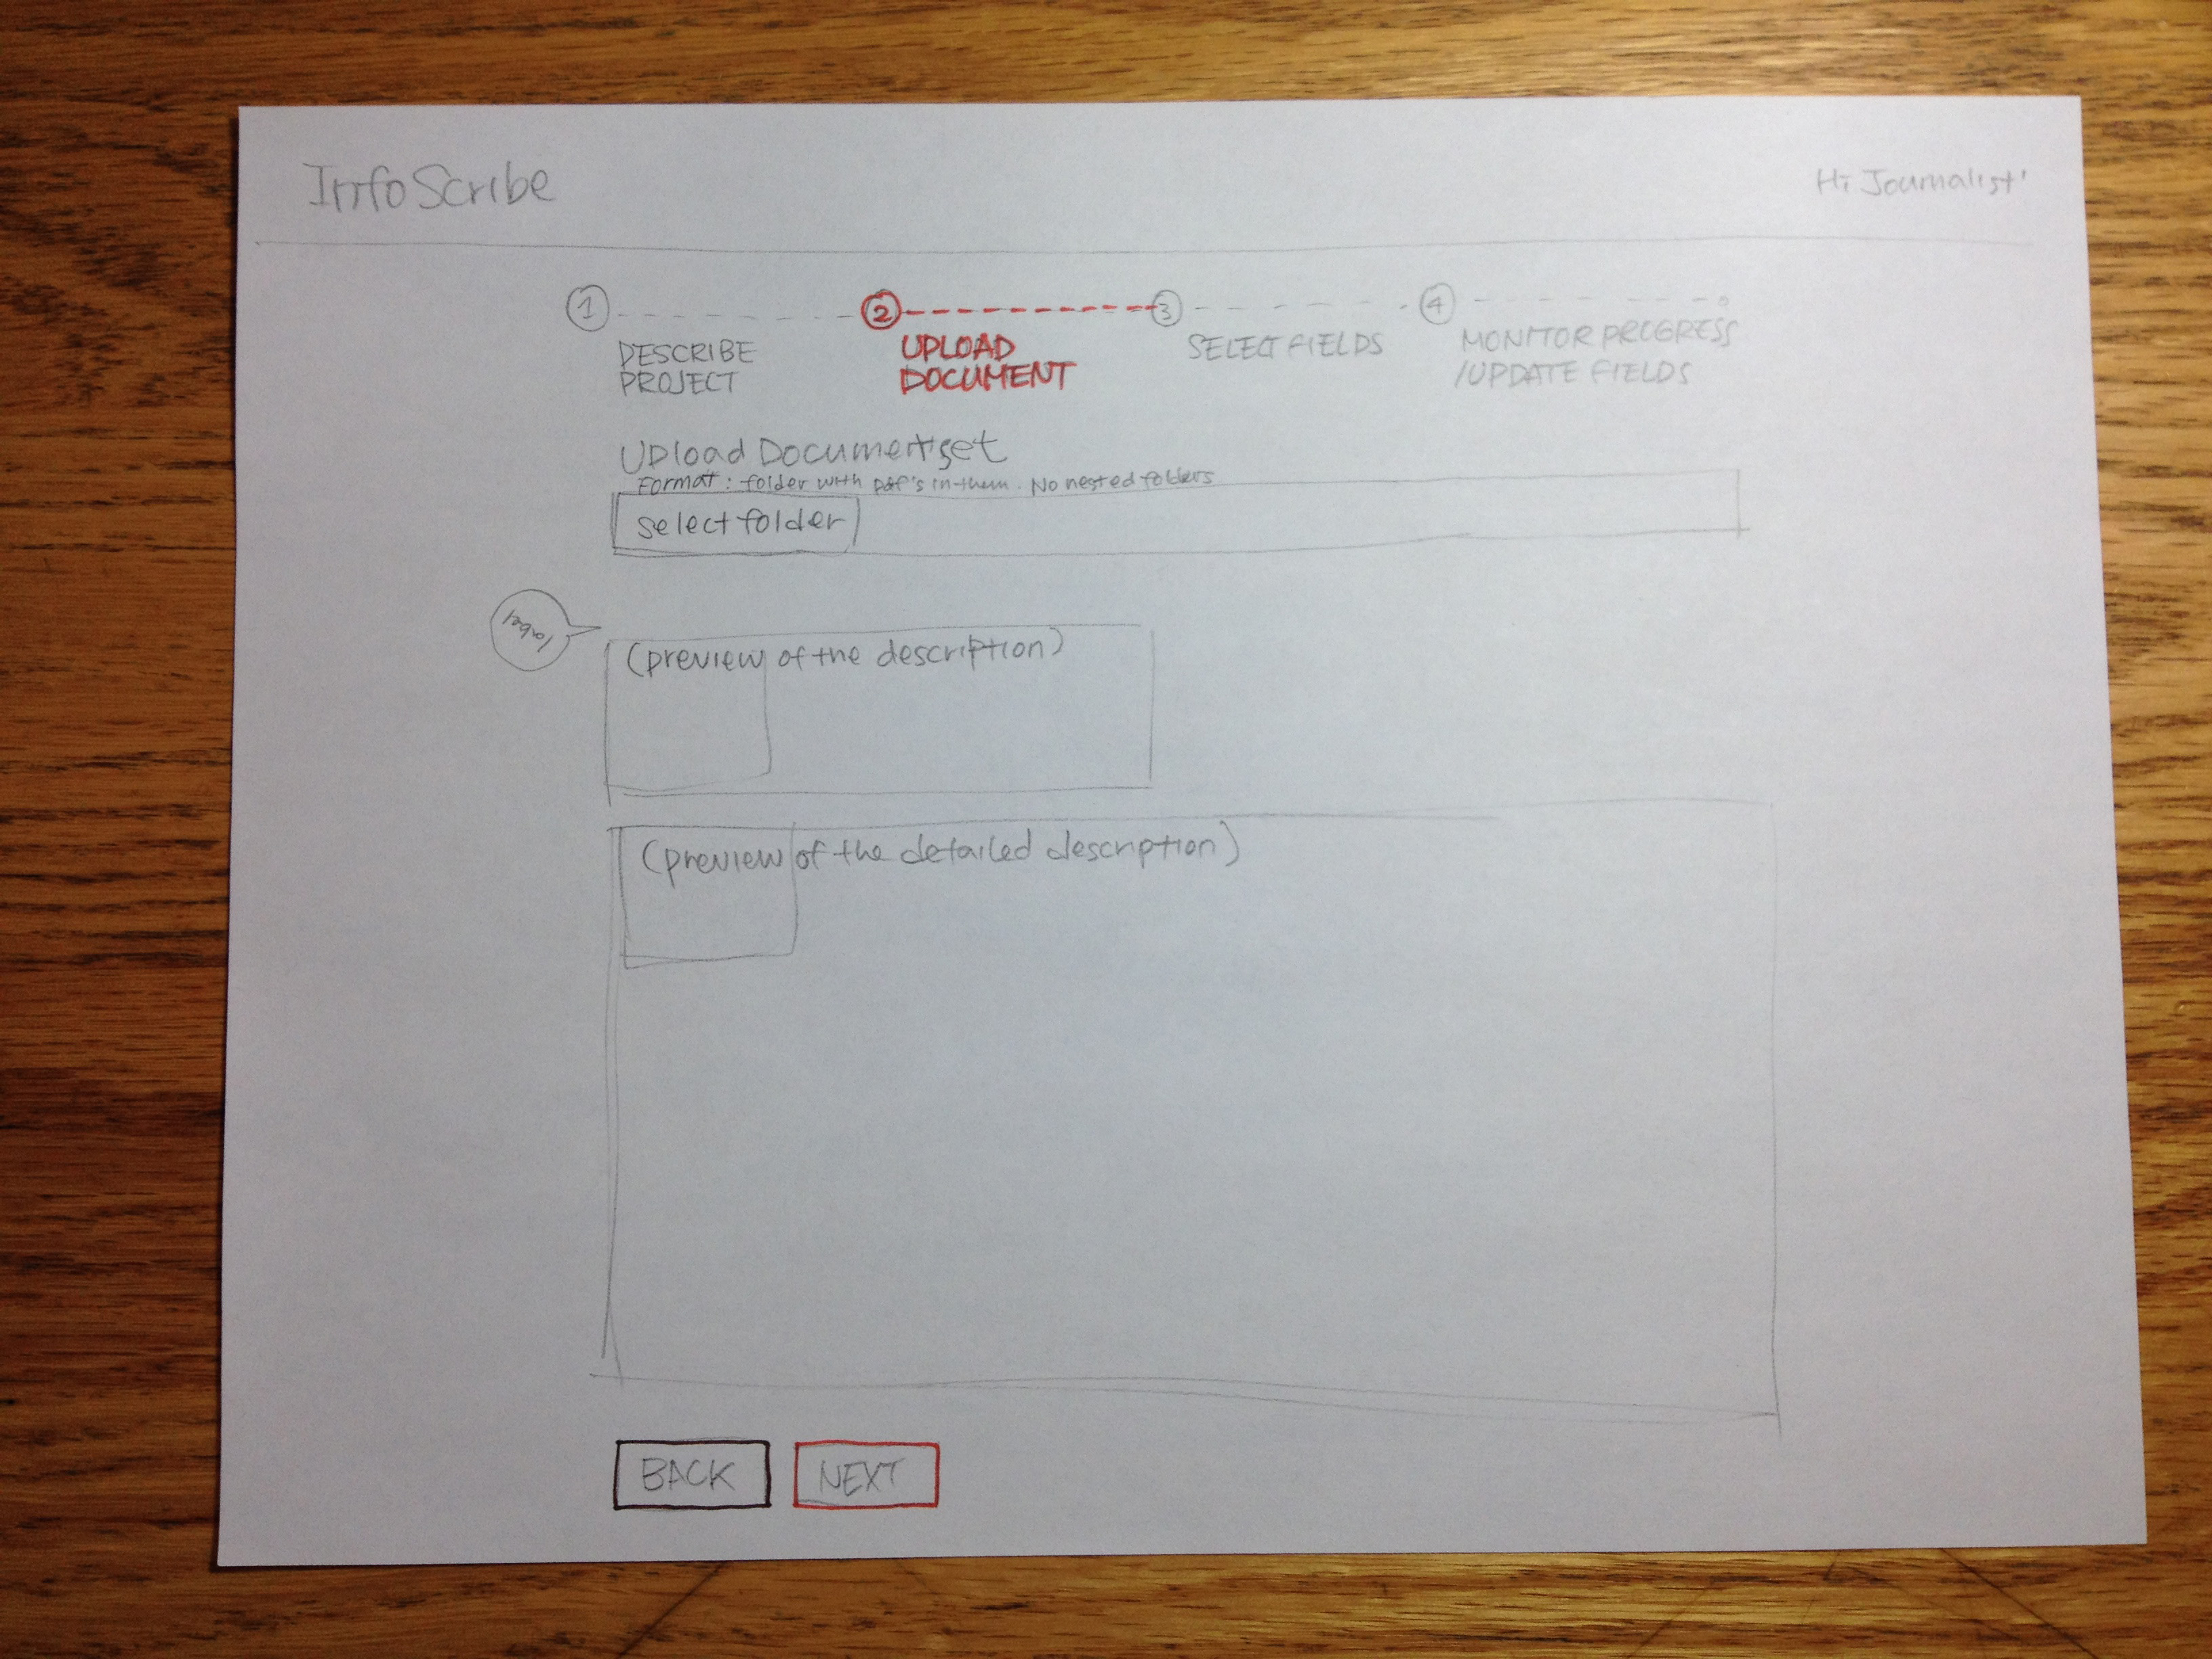 InfoScribe
Hi Journalist!
1
2
3
4
DESCRIBE
PROJECT
UPLOAD
DOCUMENT
SELECT FIELDS
MONITOR PROGRESS
/UPDATE FIELDS
Upload Document set
Format: folder with pdf's in them. No nested folders
select folder
label
(preview of the description)
(preview of the detailed description)
BACK
NEXT